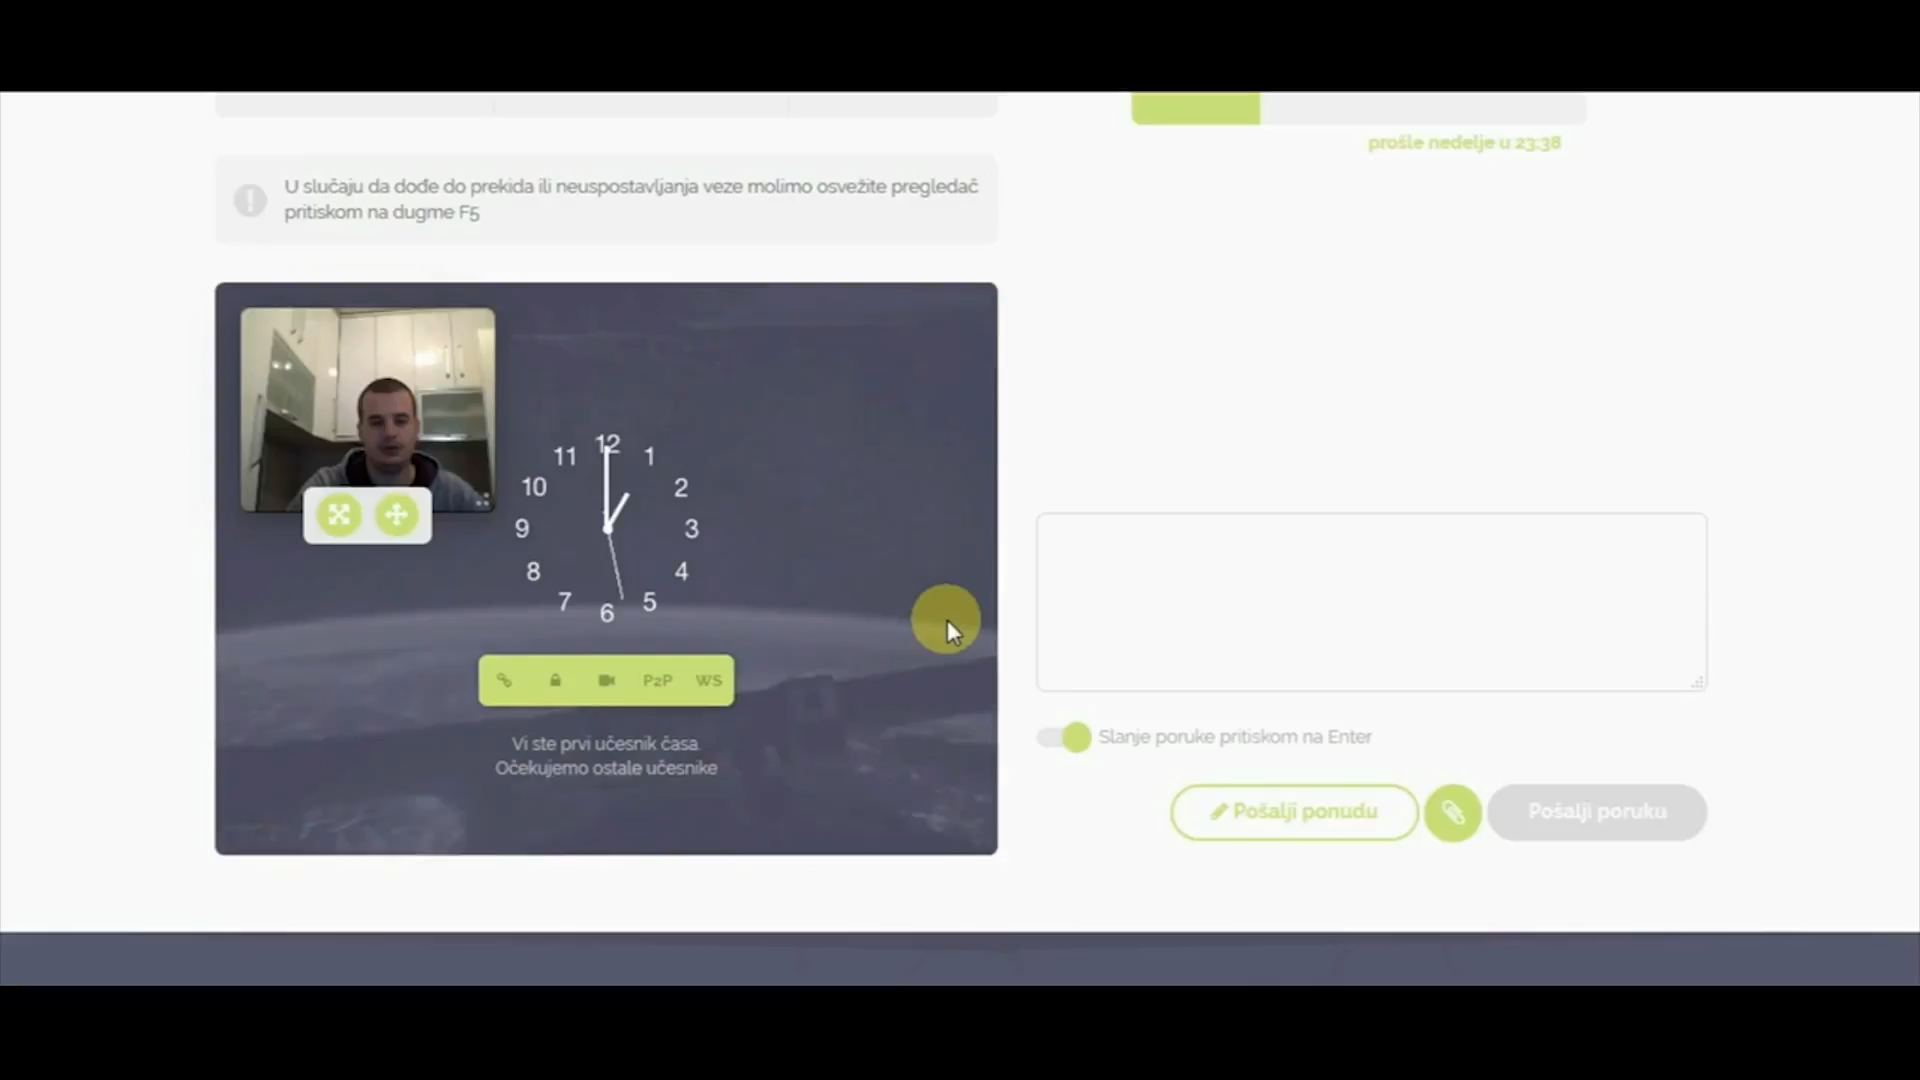 prošle nedelje u 23:38
U slučaju da dođe do prekida ili neuspostavljanja veze molimo osvežite pregledač
pritiskom na dugme F5
12
11
1
10
2
9
3
8
4
7
6
5
P2P
WS
Vi ste prvi učesnik časa.
Očekujemo ostale učesnike
Slanje poruke pritiskom na Enter
Pošalji ponudu
Pošalji poruku